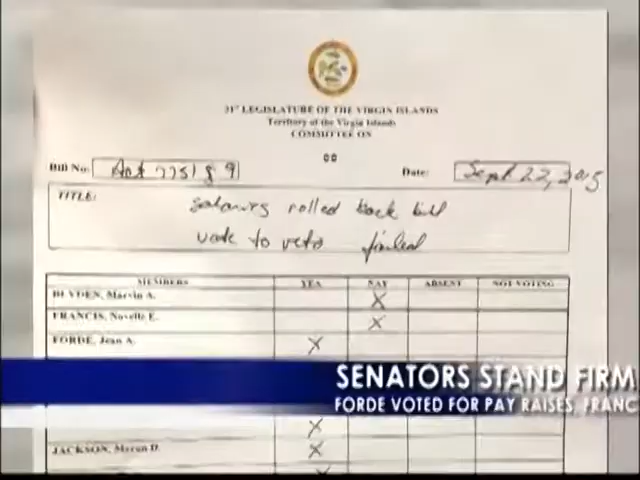 31ST LEGISLATURE OF THE VIRGIN ISLANDS
Territory of the Virgin Islands
COMMITTEE ON
Bill No: Act 7751 § 9 Date: Sept 22, 2015
TITLE: salaries rolled back bill
vote to veto
MEMBERS YEA NAY ABSENT NOT VOTING
BLYDEN, Marvin A. X
FRANCIS, Novelle E. X
FORDE, Jean A. X
SENATORS STAND FIRM
FORDE VOTED FOR PAY RAISES, FRANC
X
JACKSON, Myron D. X